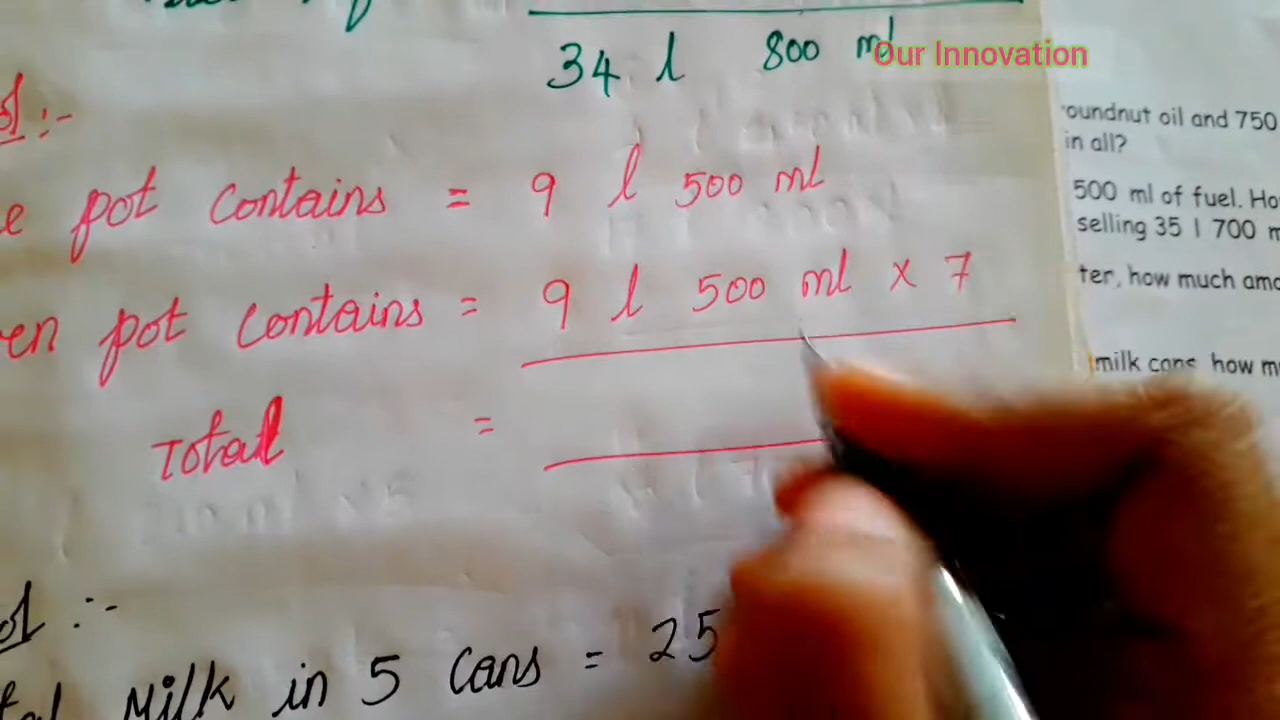 34 l 800 ml
Our Innovation
pot contains = 9 l 500 ml
pot contains = 9 l 500 ml x 7
Total =
Milk in 5 cans = 25
oundnut oil and 750
in all?
500 ml of fuel. Ho
selling 35 l 700 m
ter, how much amo
milk cans how m